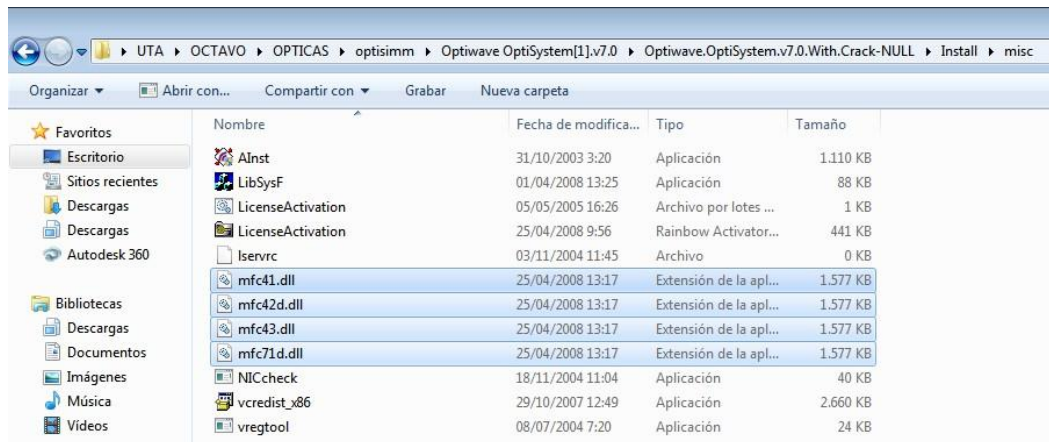 UTA ▸ OCTAVO ▸ OPTICAS ▸ optisimm ▸ Optiwave OptiSystem[1].v7.0 ▸ Optiwave.OptiSystem.v7.0.With.Crack-NULL ▸ Install ▸ misc
Organizar Abrir con... Compartir con Grabar Nueva carpeta
Favoritos
Escritorio
Sitios recientes
Descargas
Descargas
Autodesk 360
Bibliotecas
Descargas
Documentos
Imágenes
Música
Vídeos
Nombre Fecha de modifica... Tipo Tamaño
AInst 31/10/2003 3:20 Aplicación 1.110 KB
LibSysF 01/04/2008 13:25 Aplicación 88 KB
LicenseActivation 05/05/2005 16:26 Archivo por lotes ... 1 KB
LicenseActivation 25/04/2008 9:56 Rainbow Activator... 441 KB
lservrc 03/11/2004 11:45 Archivo 0 KB
mfc41.dll 25/04/2008 13:17 Extensión de la apl... 1.577 KB
mfc42d.dll 25/04/2008 13:17 Extensión de la apl... 1.577 KB
mfc43.dll 25/04/2008 13:17 Extensión de la apl... 1.577 KB
mfc71d.dll 25/04/2008 13:17 Extensión de la apl... 1.577 KB
NICcheck 18/11/2004 11:04 Aplicación 40 KB
vcredist_x86 29/10/2007 12:49 Aplicación 2.660 KB
vregtool 08/07/2004 7:20 Aplicación 24 KB